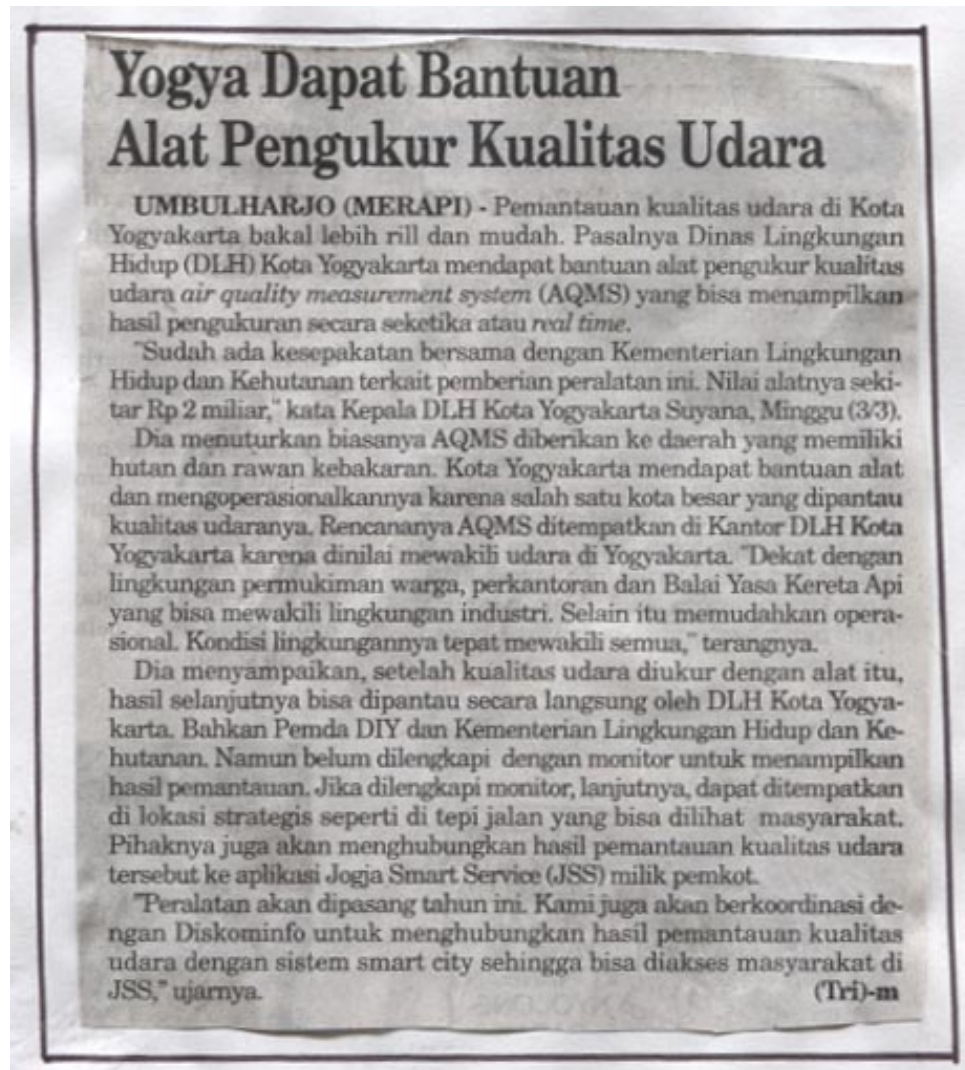 Yogya Dapat Bantuan
Alat Pengukur Kualitas Udara
UMBULHARJO (MERAPI) - Pemantauan kualitas udara di Kota
Yogyakarta bakal lebih rill dan mudah. Pasalnya Dinas Lingkungan
Hidup (DLH) Kota Yogyakarta mendapat bantuan alat pengukur kualitas
udara air quality measurement system (AQMS) yang bisa menampilkan
hasil pengukuran secara seketika atau real time.
"Sudah ada kesepakatan bersama dengan Kementerian Lingkungan
Hidup dan Kehutanan terkait pemberian peralatan ini. Nilai alatnya seki-
tar Rp 2 miliar," kata Kepala DLH Kota Yogyakarta Suyana, Minggu (3/3).
Dia menuturkan biasanya AQMS diberikan ke daerah yang memiliki
hutan dan rawan kebakaran. Kota Yogyakarta mendapat bantuan alat
dan mengoperasionalkannya karena salah satu kota besar yang dipantau
kualitas udaranya. Rencananya AQMS ditempatkan di Kantor DLH Kota
Yogyakarta karena dinilai mewakili udara di Yogyakarta. "Dekat dengan
lingkungan permukiman warga, perkantoran dan Balai Yasa Kereta Api
yang bisa mewakili lingkungan industri. Selain itu memudahkan opera-
sional. Kondisi lingkungannya tepat mewakili semua," terangnya.
Dia menyampaikan, setelah kualitas udara diukur dengan alat itu,
hasil selanjutnya bisa dipantau secara langsung oleh DLH Kota Yogya-
karta. Bahkan Pemda DIY dan Kementerian Lingkungan Hidup dan Ke-
hutanan. Namun belum dilengkapi dengan monitor untuk menampilkan
hasil pemantauan. Jika dilengkapi monitor, lanjutnya, dapat ditempatkan
di lokasi strategis seperti di tepi jalan yang bisa dilihat masyarakat.
Pihaknya juga akan menghubungkan hasil pemantauan kualitas udara
tersebut ke aplikasi Jogja Smart Service (JSS) milik pemkot.
"Peralatan akan dipasang tahun ini. Kami juga akan berkoordinasi de-
ngan Diskominfo untuk menghubungkan hasil pemantauan kualitas
udara dengan sistem smart city sehingga bisa diakses masyarakat di
JSS," ujarnya. (Tri)-m